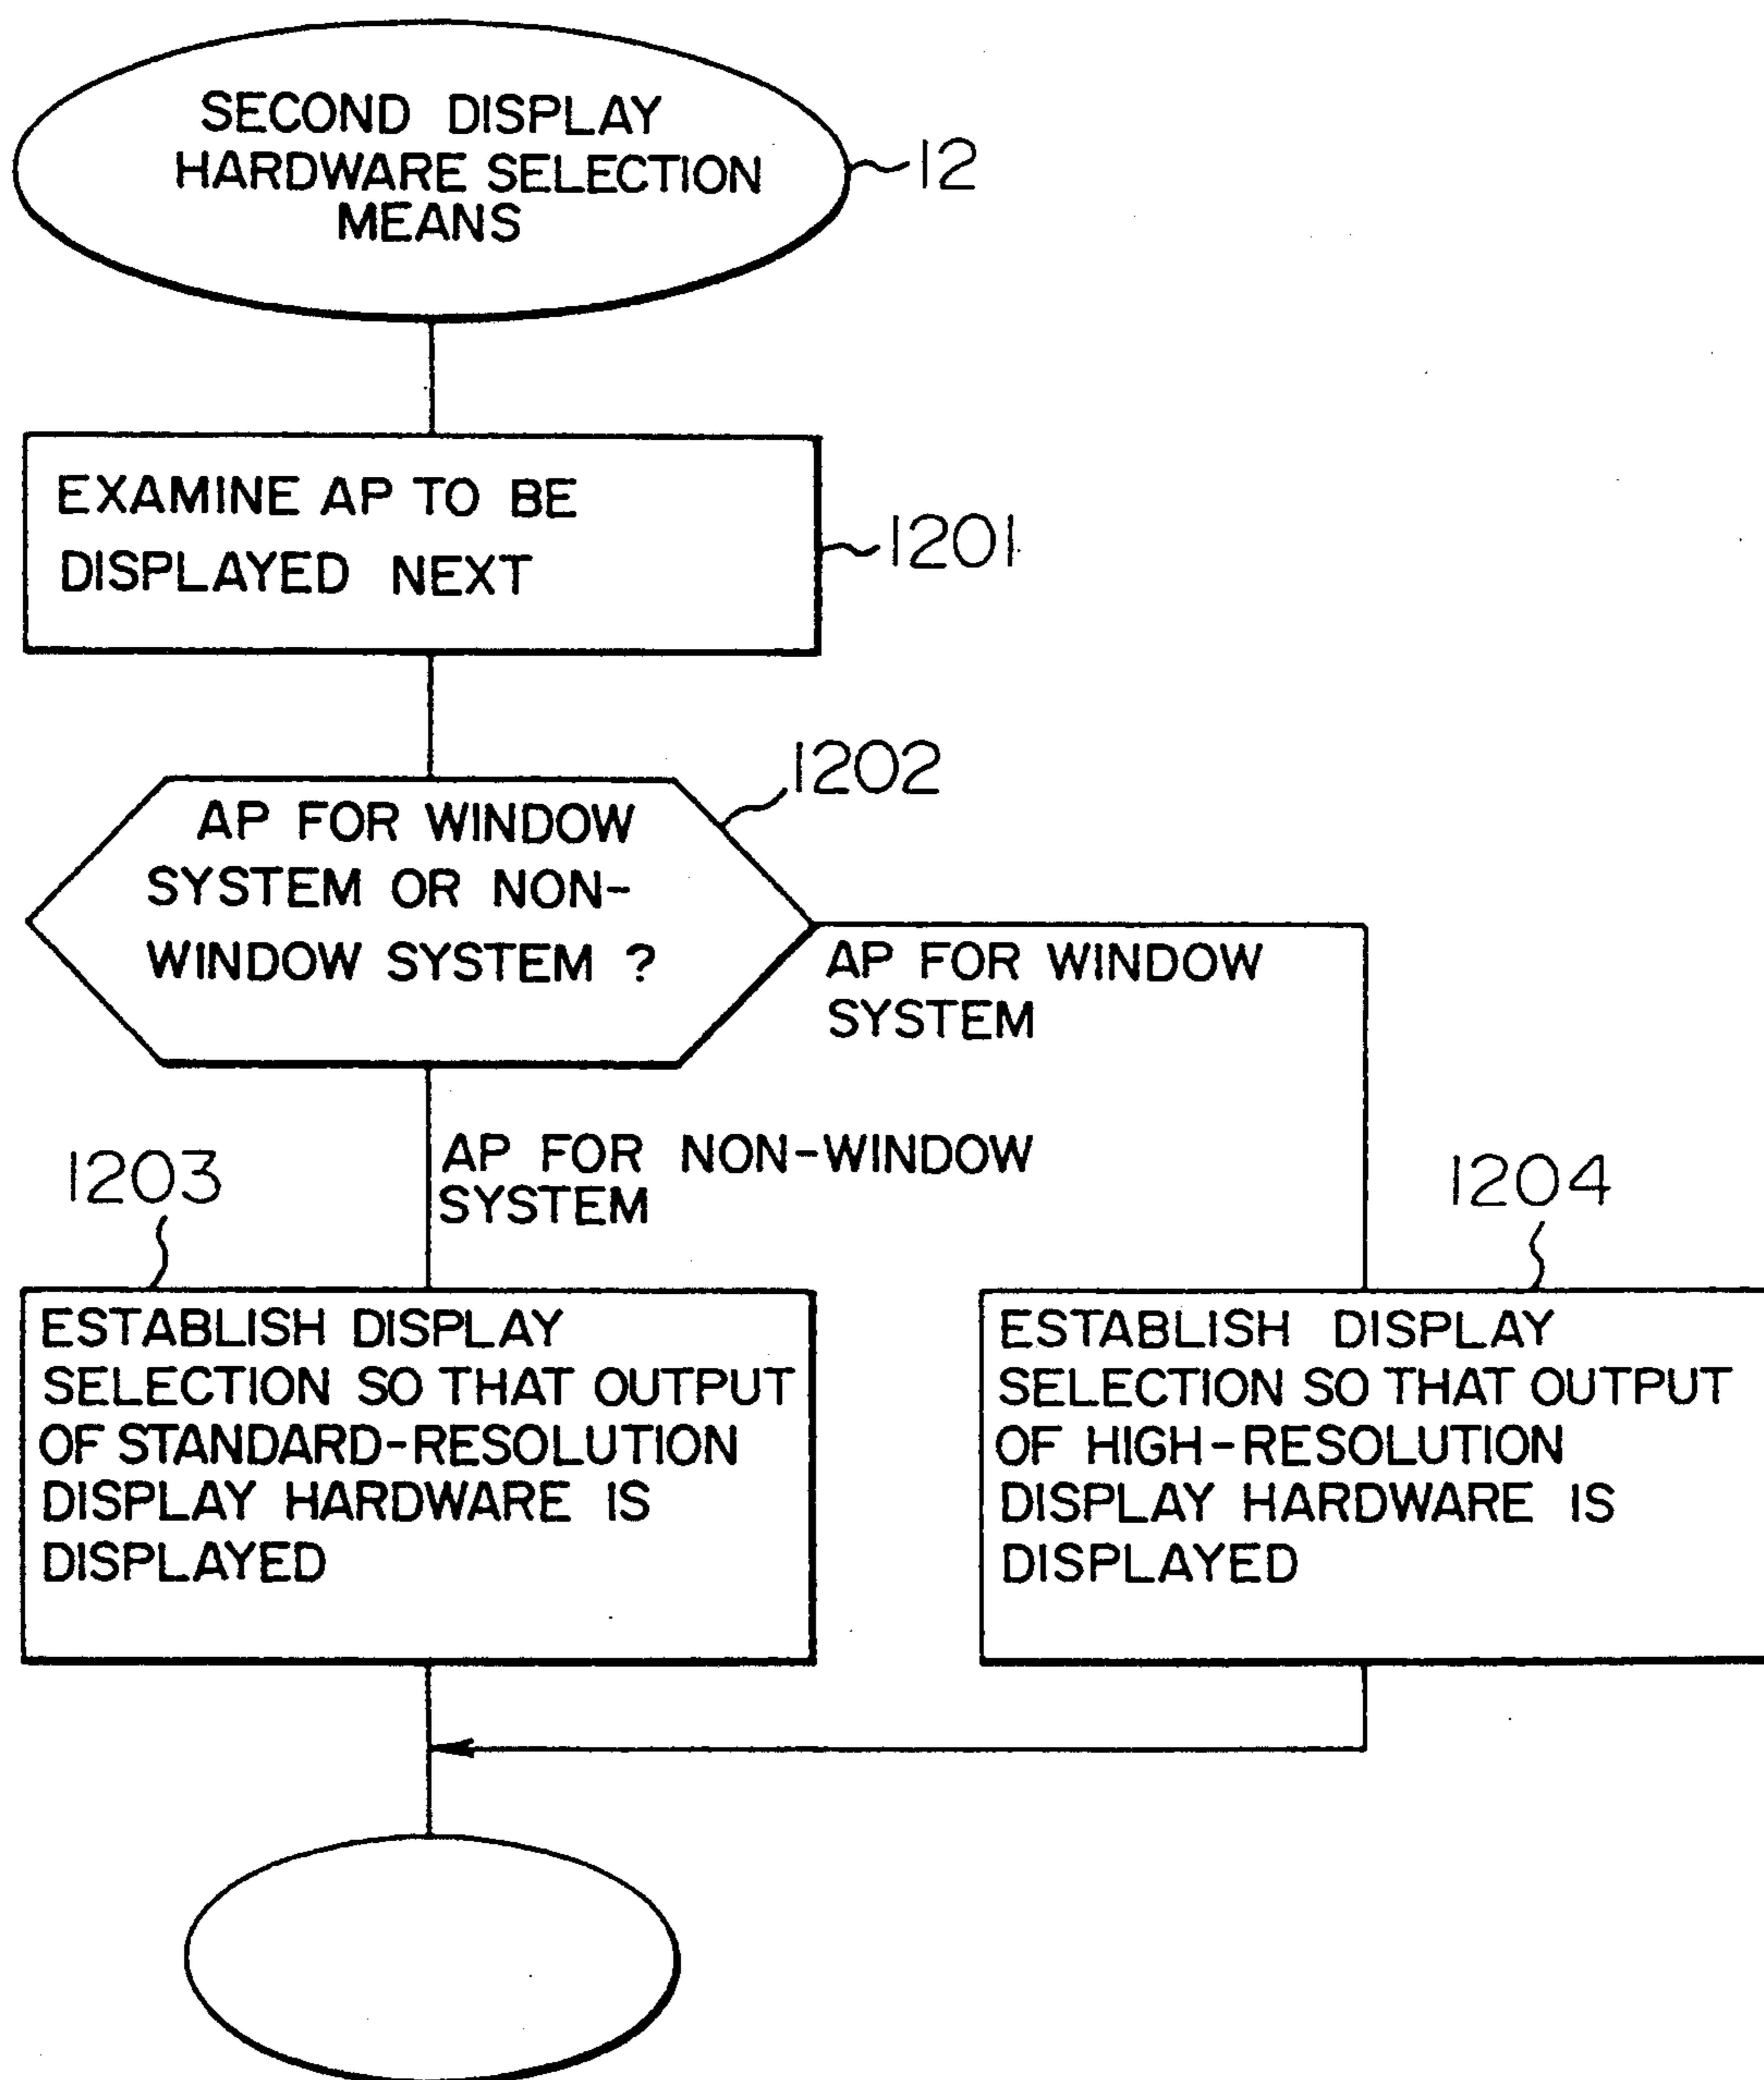 SECOND DISPLAY
HARDWARE SELECTION
MEANS
12
EXAMINE AP TO BE
DISPLAYED NEXT
1201
1202
AP FOR WINDOW
SYSTEM OR NON-
WINDOW SYSTEM ?
AP FOR WINDOW
SYSTEM
AP FOR NON-WINDOW
SYSTEM
1203
1204
ESTABLISH DISPLAY
SELECTION SO THAT OUTPUT
OF STANDARD-RESOLUTION
DISPLAY HARDWARE IS
DISPLAYED
ESTABLISH DISPLAY
SELECTION SO THAT OUTPUT
OF HIGH-RESOLUTION
DISPLAY HARDWARE IS
DISPLAYED